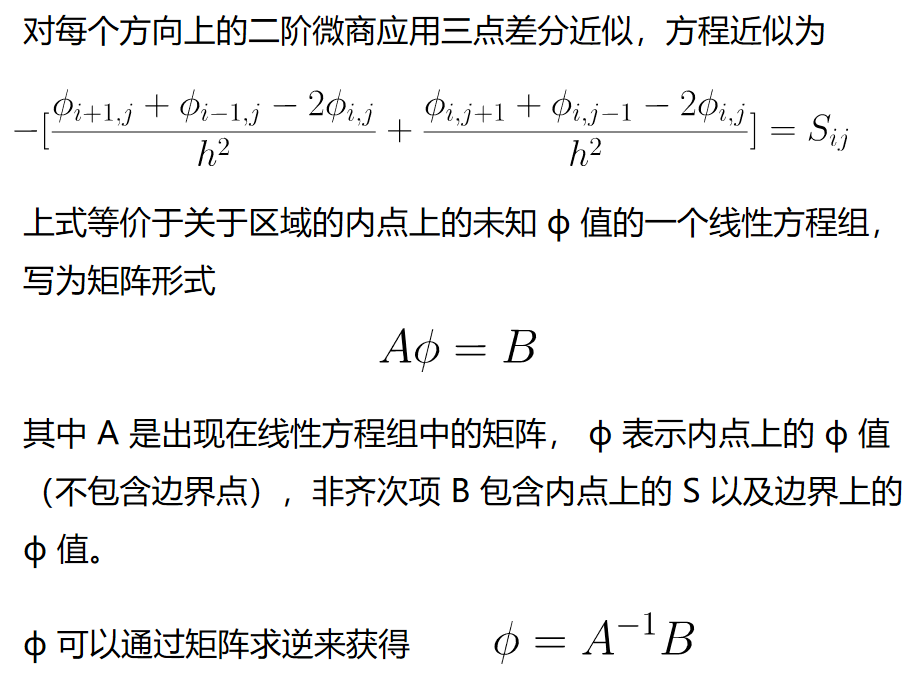 对每个方向上的二阶微商应用三点差分近似，方程近似为
$-[\frac{\phi_{i+1,j} + \phi_{i-1,j} - 2\phi_{i,j}}{h^2} + \frac{\phi_{i,j+1} + \phi_{i,j-1} - 2\phi_{i,j}}{h^2}] = S_{ij}$
上式等价于关于区域的内点上的未知 ϕ 值的一个线性方程组，
写为矩阵形式
$A\phi = B$
其中 A 是出现在线性方程组中的矩阵， ϕ 表示内点上的 ϕ 值
（不包含边界点），非齐次项 B 包含内点上的 S 以及边界上的
ϕ 值。
ϕ 可以通过矩阵求逆来获得 $\phi = A^{-1}B$